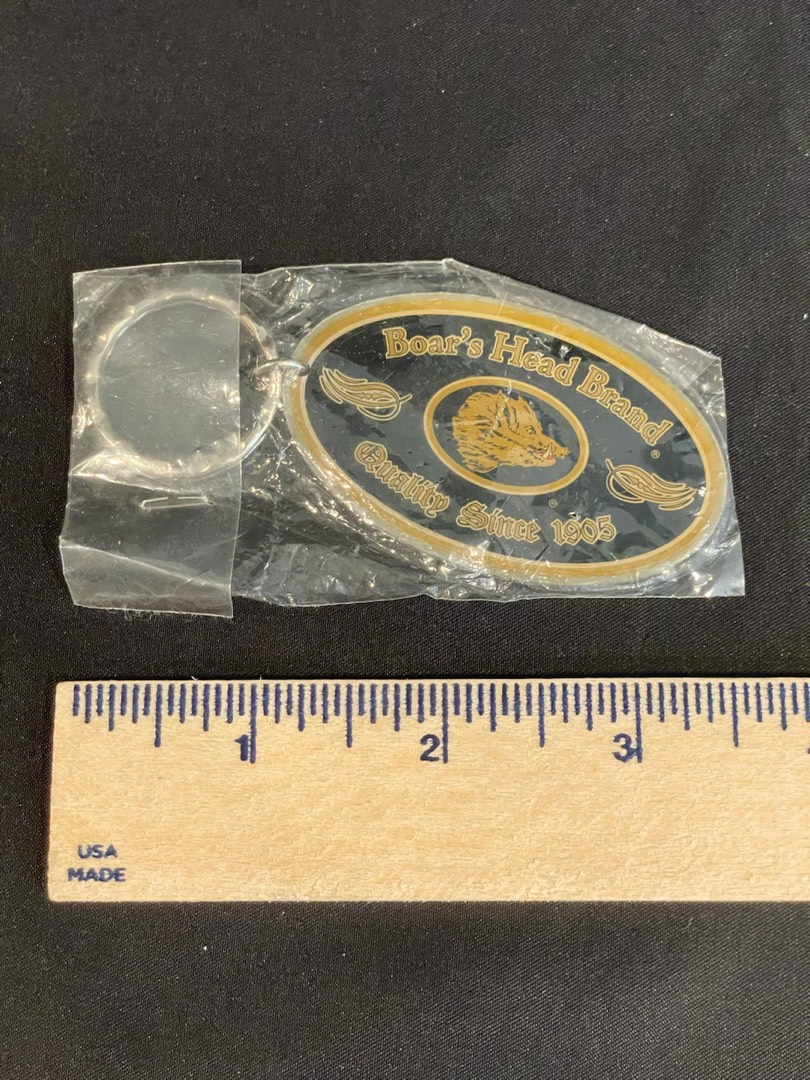 Boar's Head Brand®
Quality Since 1905®
1 2 3
USA
MADE